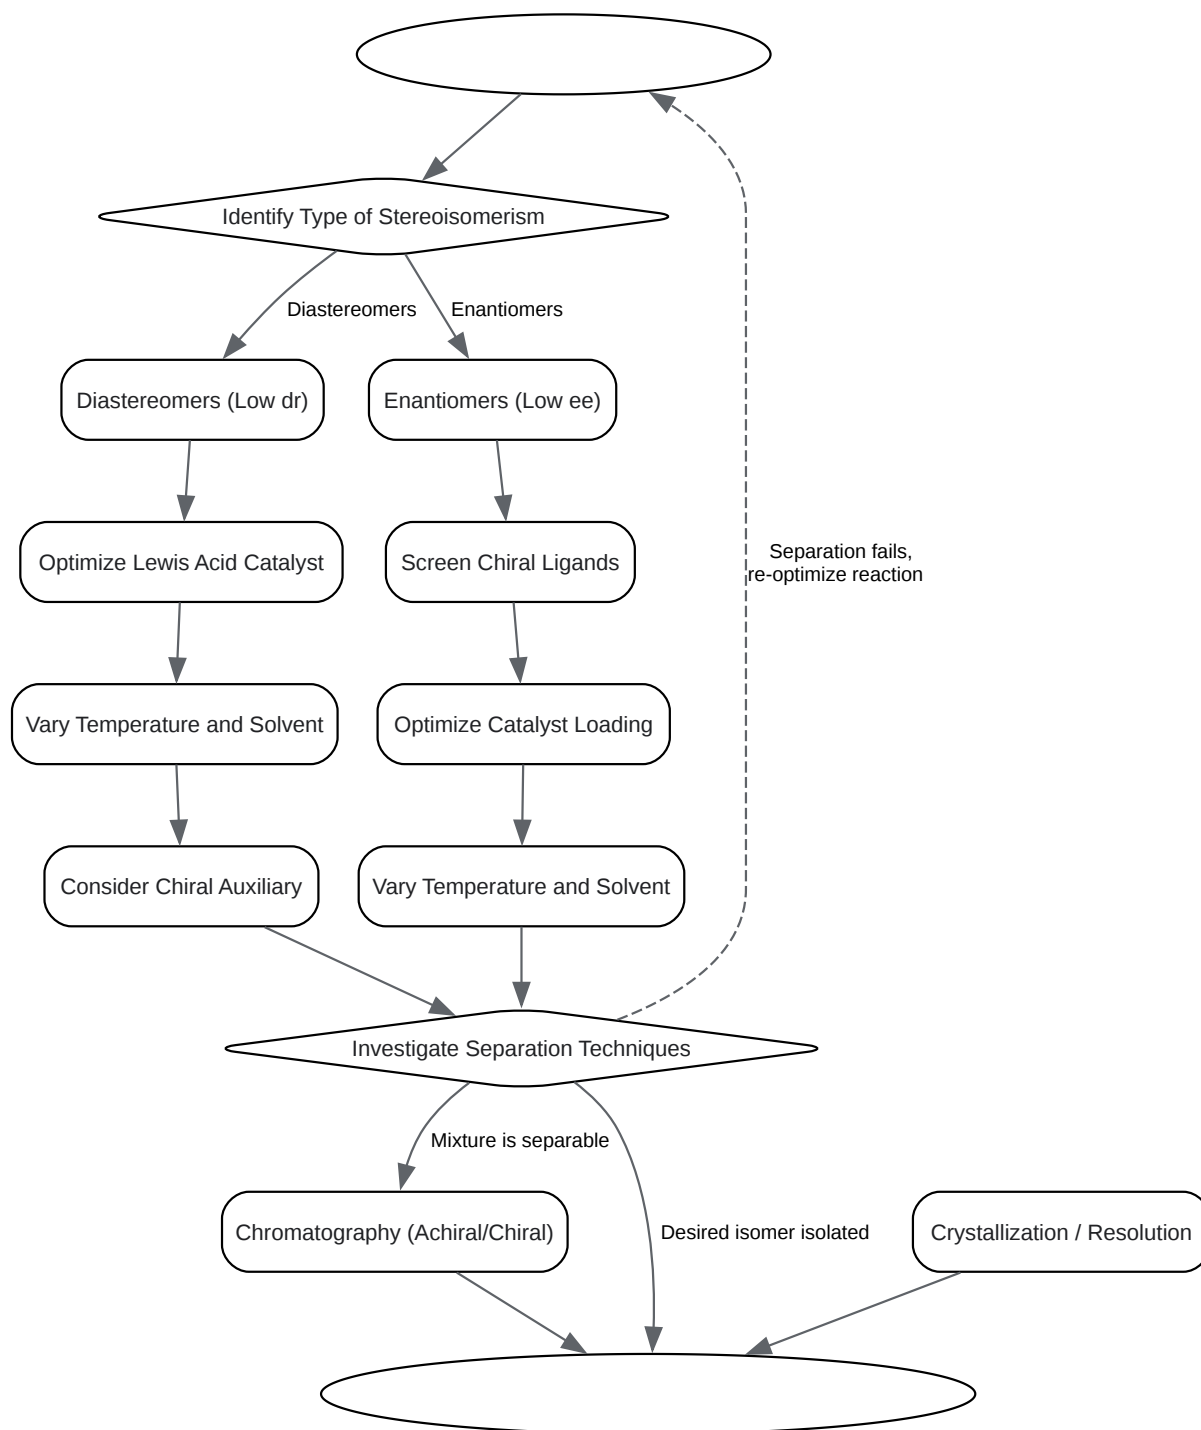 Identify Type of Stereoisomerism
Diastereomers
Enantiomers
Diastereomers (Low dr)
Enantiomers (Low ee)
Optimize Lewis Acid Catalyst
Screen Chiral Ligands
Separation fails,
re-optimize reaction
Vary Temperature and Solvent
Optimize Catalyst Loading
Consider Chiral Auxiliary
Vary Temperature and Solvent
Investigate Separation Techniques
Mixture is separable
Chromatography (Achiral/Chiral)
Desired isomer isolated
Crystallization / Resolution